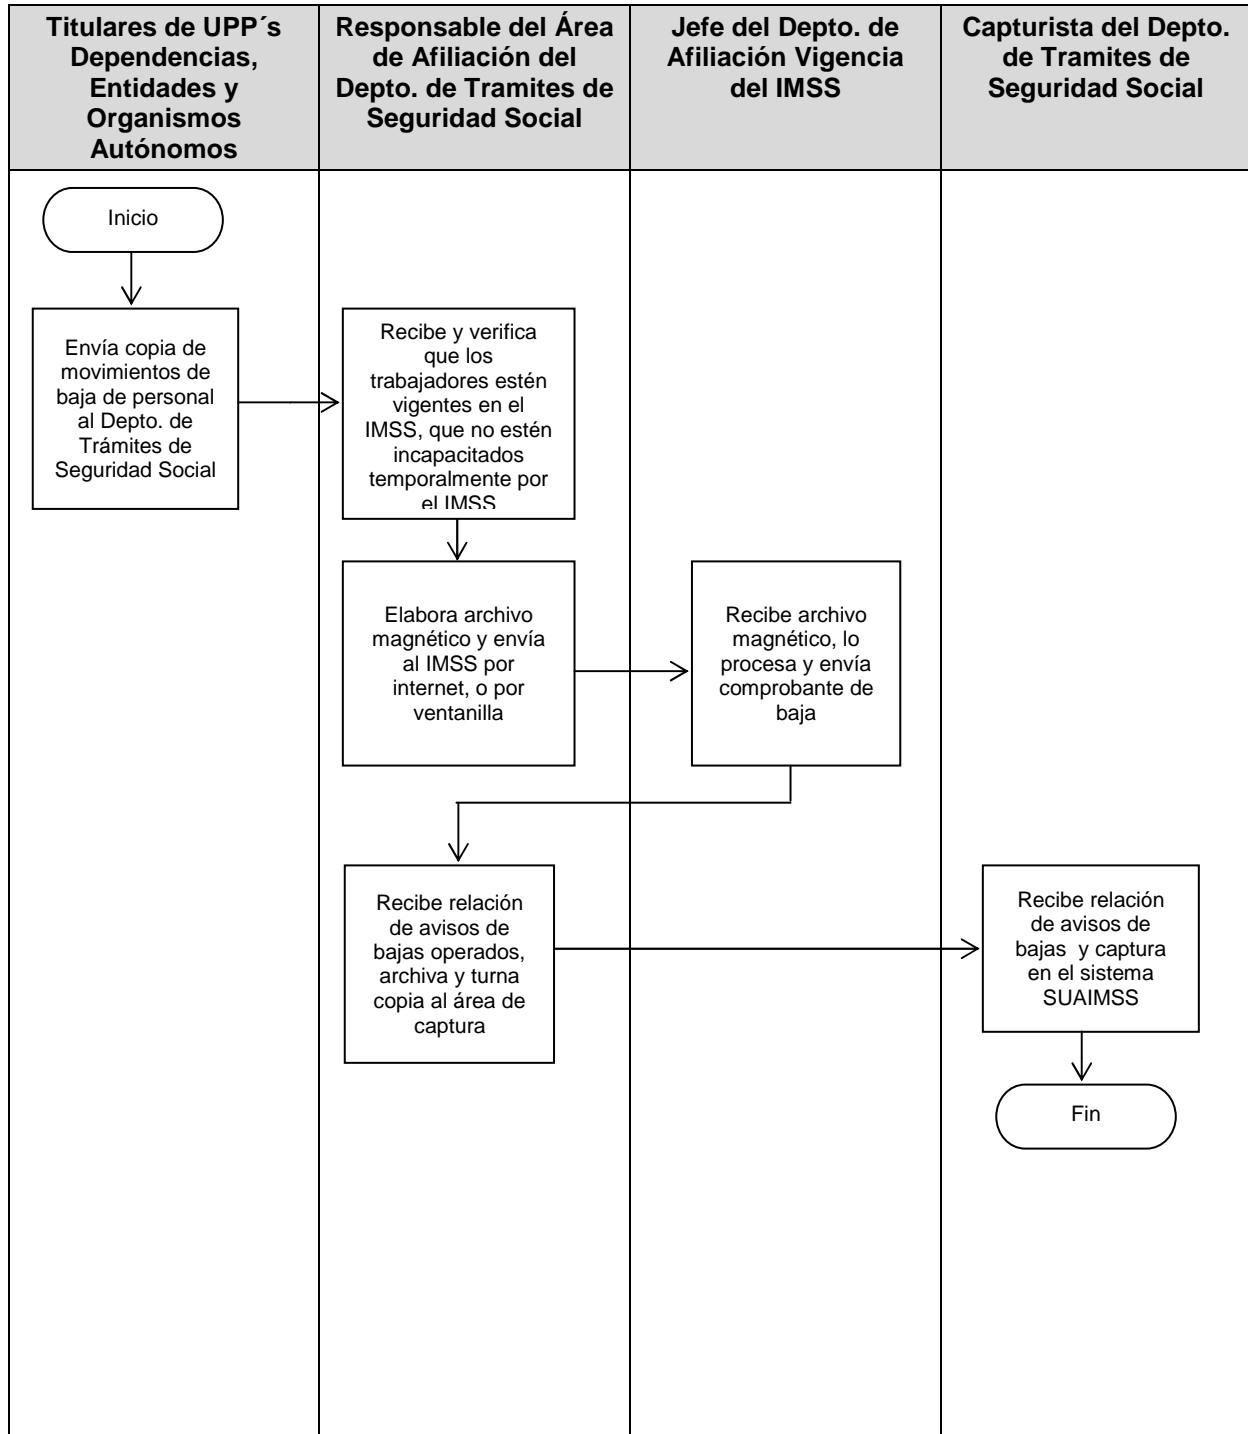 Titulares de UPP´s
Dependencias,
Entidades y
Organismos
Autónomos
Responsable del Área
de Afiliación del
Depto. de Tramites de
Seguridad Social
Jefe del Depto. de
Afiliación Vigencia
del IMSS
Capturista del Depto.
de Tramites de
Seguridad Social
Inicio
Envía copia de
movimientos de
baja de personal
al Depto. de
Trámites de
Seguridad Social
Recibe y verifica
que los
trabajadores estén
vigentes en el
IMSS, que no estén
incapacitados
temporalmente por
el IMSS
Elabora archivo
magnético y envía
al IMSS por
internet, o por
ventanilla
Recibe archivo
magnético, lo
procesa y envía
comprobante de
baja
Recibe relación
de avisos de
bajas operados,
archiva y turna
copia al área de
captura
Recibe relación
de avisos de
bajas y captura
en el sistema
SUAIMSS
Fin